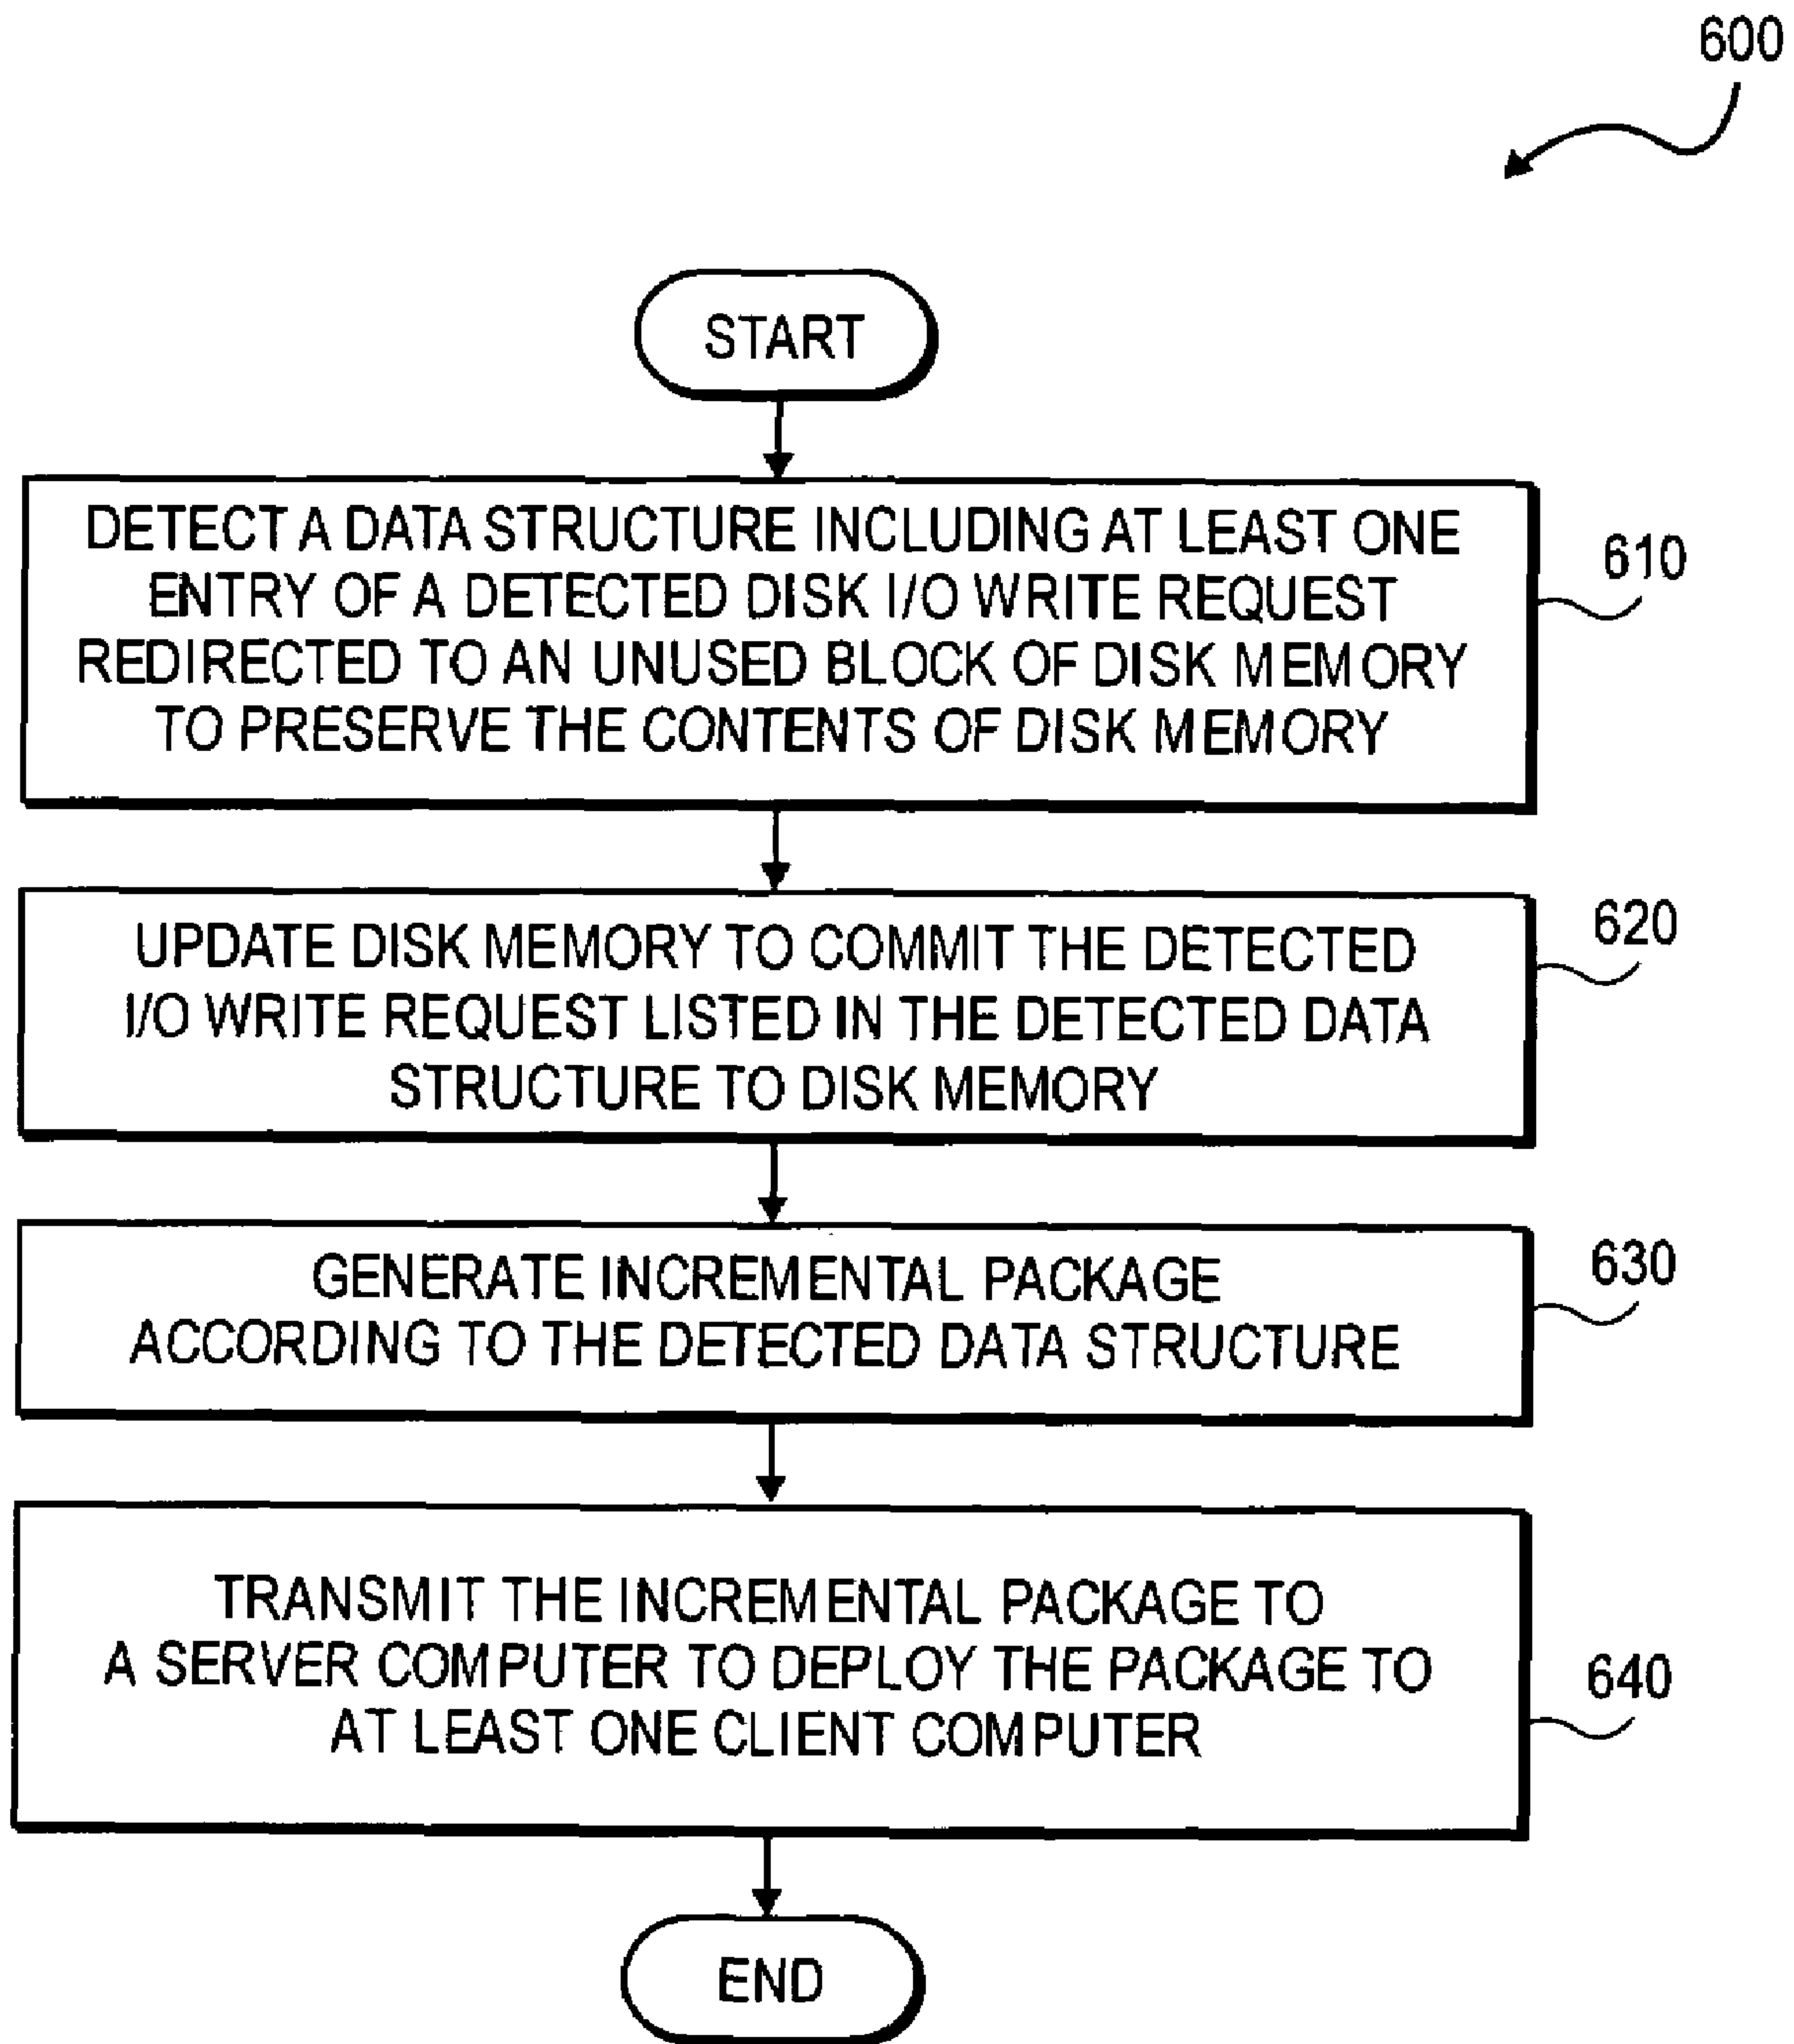 600
START
DETECT A DATA STRUCTURE INCLUDING AT LEAST ONE
ENTRY OF A DETECTED DISK I/O WRITE REQUEST
REDIRECTED TO AN UNUSED BLOCK OF DISK MEMORY
TO PRESERVE THE CONTENTS OF DISK MEMORY
610
UPDATE DISK MEMORY TO COMMIT THE DETECTED
I/O WRITE REQUEST LISTED IN THE DETECTED DATA
STRUCTURE TO DISK MEMORY
620
GENERATE INCREMENTAL PACKAGE
ACCORDING TO THE DETECTED DATA STRUCTURE
630
TRANSMIT THE INCREMENTAL PACKAGE TO
A SERVER COMPUTER TO DEPLOY THE PACKAGE TO
AT LEAST ONE CLIENT COMPUTER
640
END